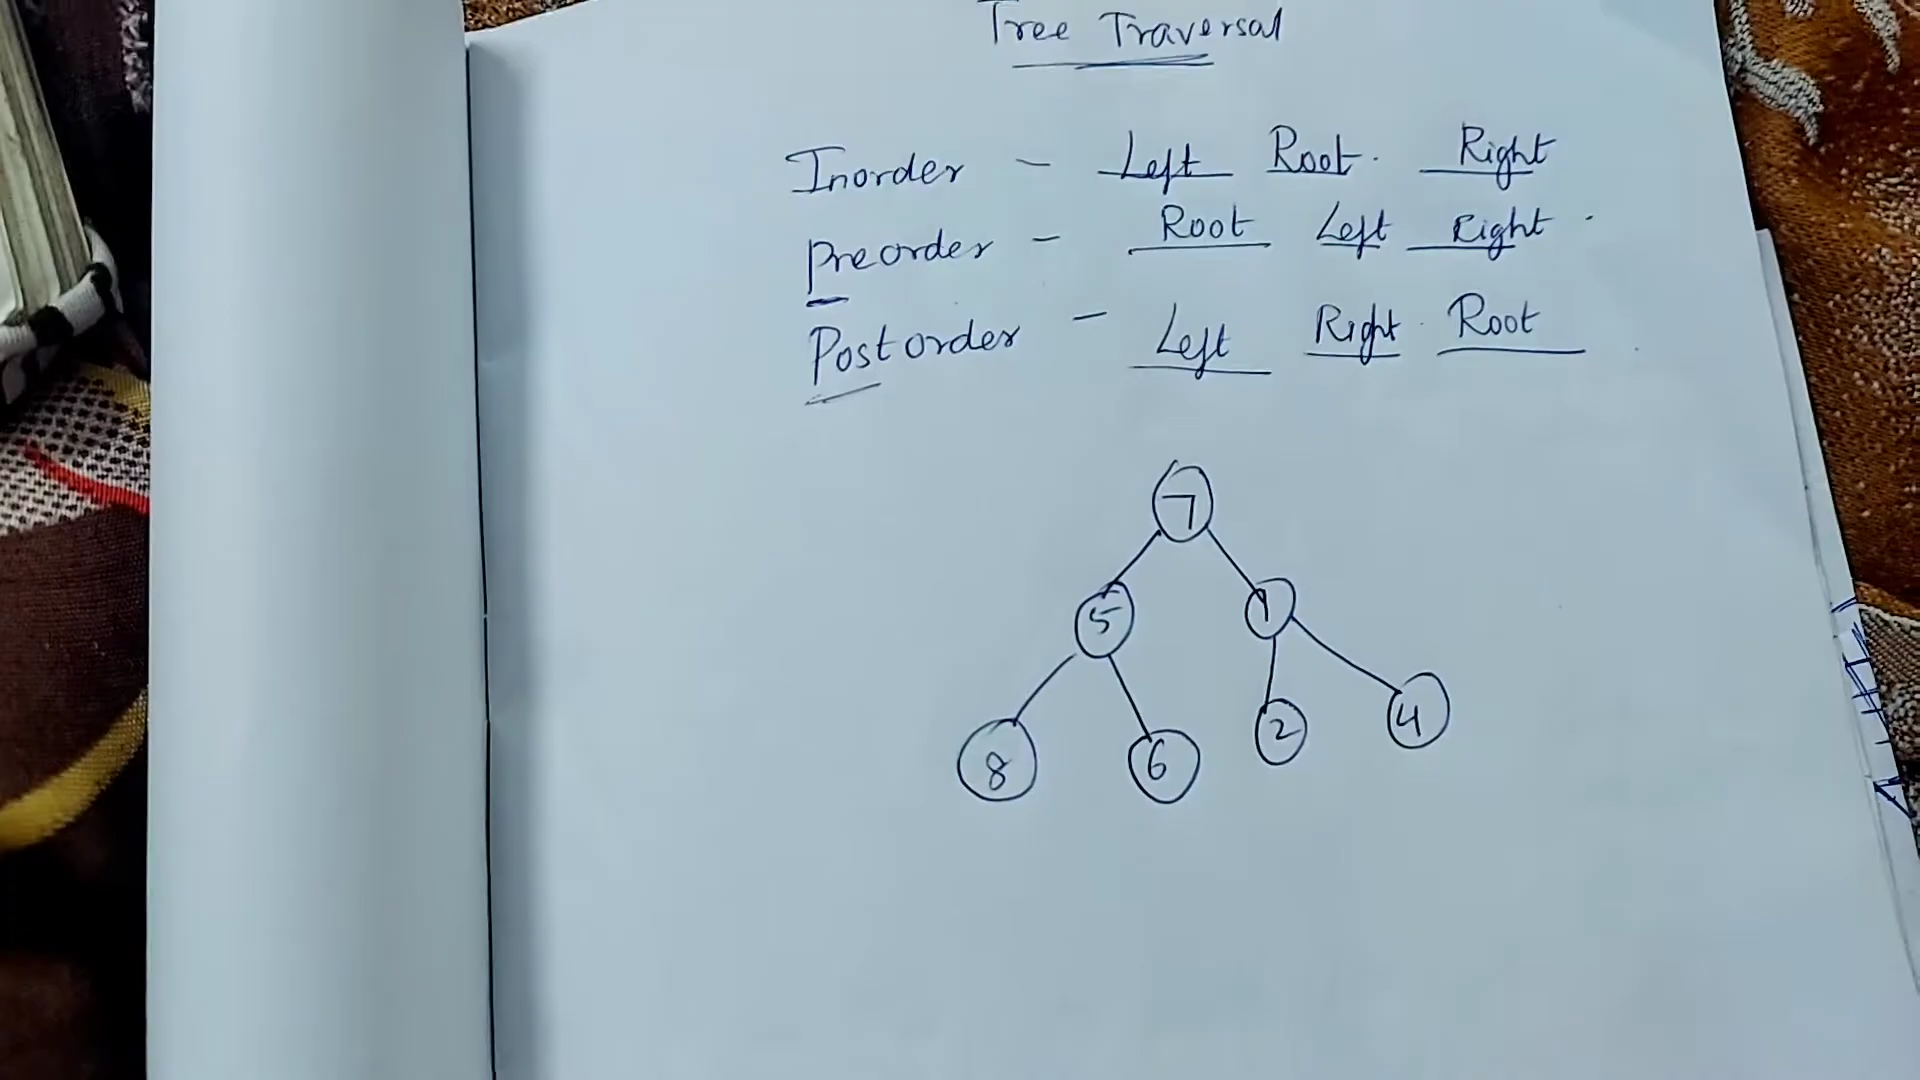 Tree Traversal
Inorder - Left Root Right
Preorder - Root Left Right
Postorder - Left Right Root
7
5 1
8 6 2 4